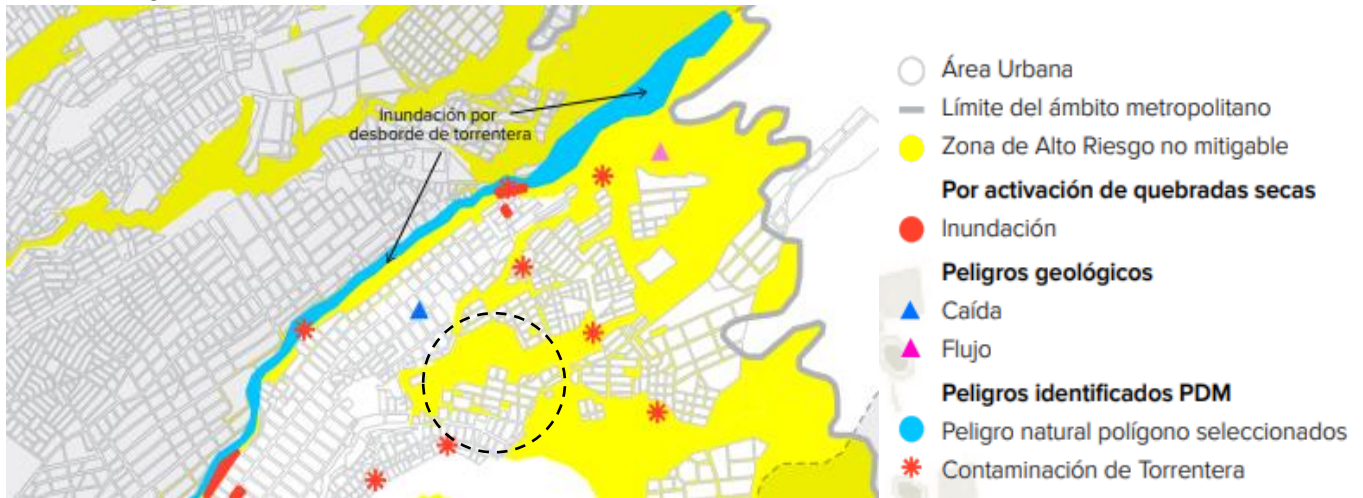 Inundación por
desborde de torrentera
Área Urbana
Límite del ámbito metropolitano
Zona de Alto Riesgo no mitigable
Por activación de quebradas secas
Inundación
Peligros geológicos
Caída
Flujo
Peligros identificados PDM
Peligro natural polígono seleccionados
Contaminación de Torrentera